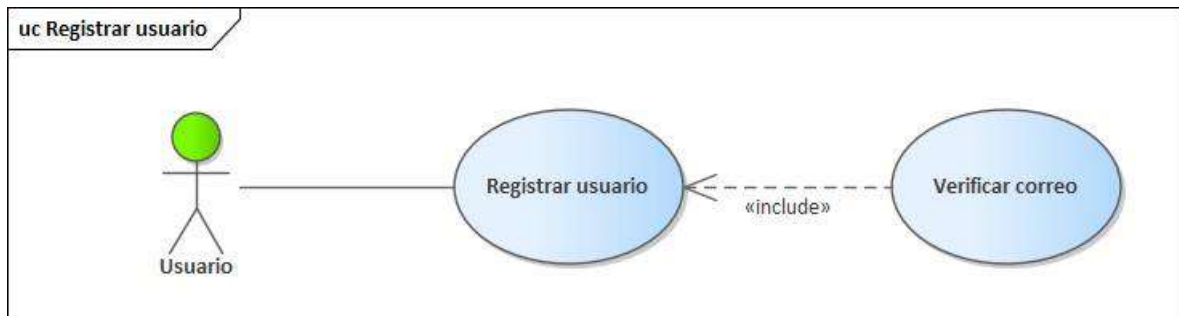 uc Registrar usuario
Registrar usuario
Verificar correo
«include»
Usuario